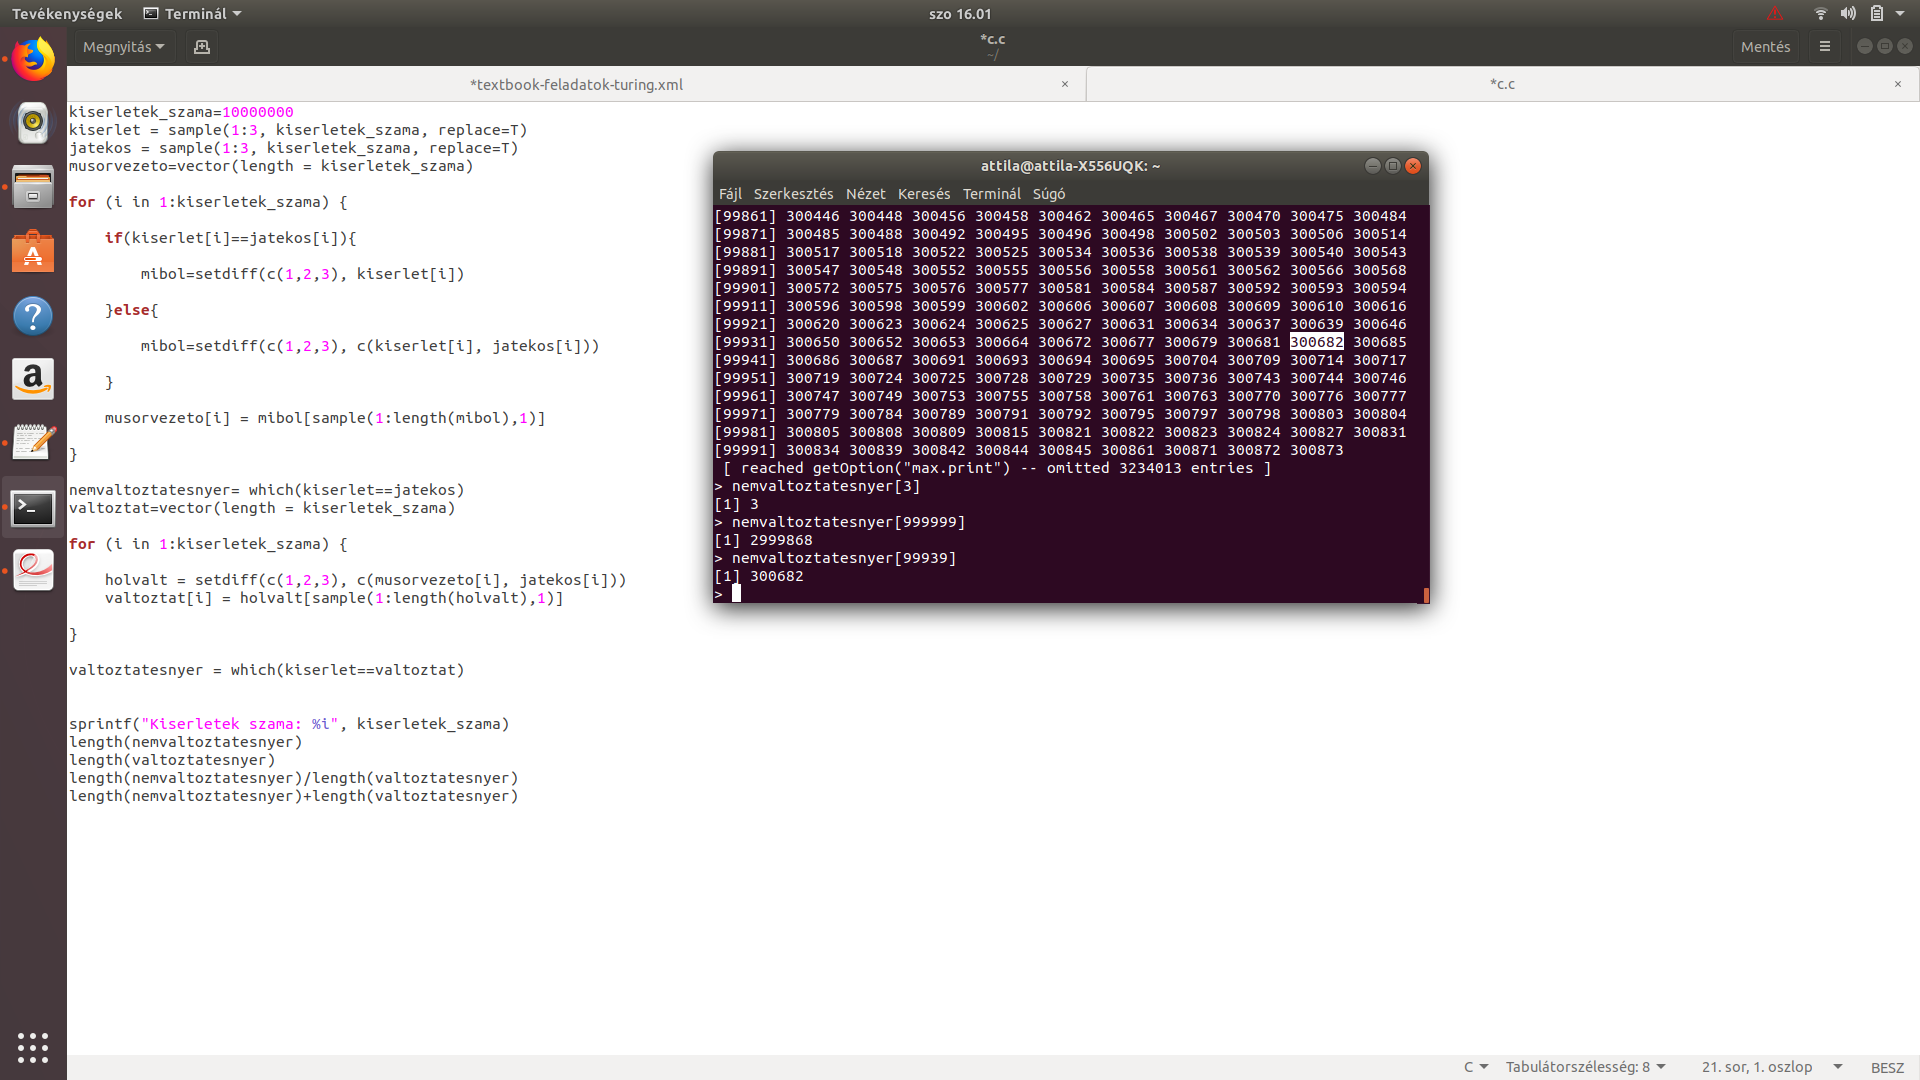 Tevékenységek Terminál szo 16.01
Megnyitás *c.c ~/ Mentés
*textbook-feladatok-turing.xml × *c.c ×
kiserletek_szama=10000000
kiserlet = sample(1:3, kiserletek_szama, replace=T)
jatekos = sample(1:3, kiserletek_szama, replace=T)
musorvezeto=vector(length = kiserletek_szama)
for (i in 1:kiserletek_szama) {
if(kiserlet[i]==jatekos[i]){
mibol=setdiff(c(1,2,3), kiserlet[i])
}else{
mibol=setdiff(c(1,2,3), c(kiserlet[i], jatekos[i]))
}
musorvezeto[i] = mibol[sample(1:length(mibol),1)]
}
nemvaltoztatesnyer= which(kiserlet==jatekos)
valtoztat=vector(length = kiserletek_szama)
for (i in 1:kiserletek_szama) {
holvalt = setdiff(c(1,2,3), c(musorvezeto[i], jatekos[i]))
valtoztat[i] = holvalt[sample(1:length(holvalt),1)]
}
valtoztatesnyer = which(kiserlet==valtoztat)
sprintf("Kiserletek szama: %i", kiserletek_szama)
length(nemvaltoztatesnyer)
length(valtoztatesnyer)
length(nemvaltoztatesnyer)/length(valtoztatesnyer)
length(nemvaltoztatesnyer)+length(valtoztatesnyer)
attila@attila-X556UQK: ~
Fájl Szerkesztés Nézet Keresés Terminál Súgó
[99861] 300446 300448 300456 300458 300462 300465 300467 300470 300475 300484
[99871] 300485 300488 300492 300495 300496 300498 300502 300503 300506 300514
[99881] 300517 300518 300522 300525 300534 300536 300538 300539 300540 300543
[99891] 300547 300548 300552 300555 300556 300558 300561 300562 300566 300568
[99901] 300572 300575 300576 300577 300581 300584 300587 300592 300593 300594
[99911] 300596 300598 300599 300602 300606 300607 300608 300609 300610 300616
[99921] 300620 300623 300624 300625 300627 300631 300634 300637 300639 300646
[99931] 300650 300652 300653 300664 300672 300677 300679 300681 300682 300685
[99941] 300686 300687 300691 300693 300694 300695 300704 300709 300714 300717
[99951] 300719 300724 300725 300728 300729 300735 300736 300743 300744 300746
[99961] 300747 300749 300753 300755 300758 300761 300763 300770 300776 300777
[99971] 300779 300784 300789 300791 300792 300795 300797 300798 300803 300804
[99981] 300805 300808 300809 300815 300821 300822 300823 300824 300827 300831
[99991] 300834 300839 300842 300844 300845 300861 300871 300872 300873
[ reached getOption("max.print") -- omitted 3234013 entries ]
> nemvaltoztatesnyer[3]
[1] 3
> nemvaltoztatesnyer[999999]
[1] 2999868
> nemvaltoztatesnyer[99939]
[1] 300682
>
C Tabulátorszélesség: 8 21. sor, 1. oszlop BESZ